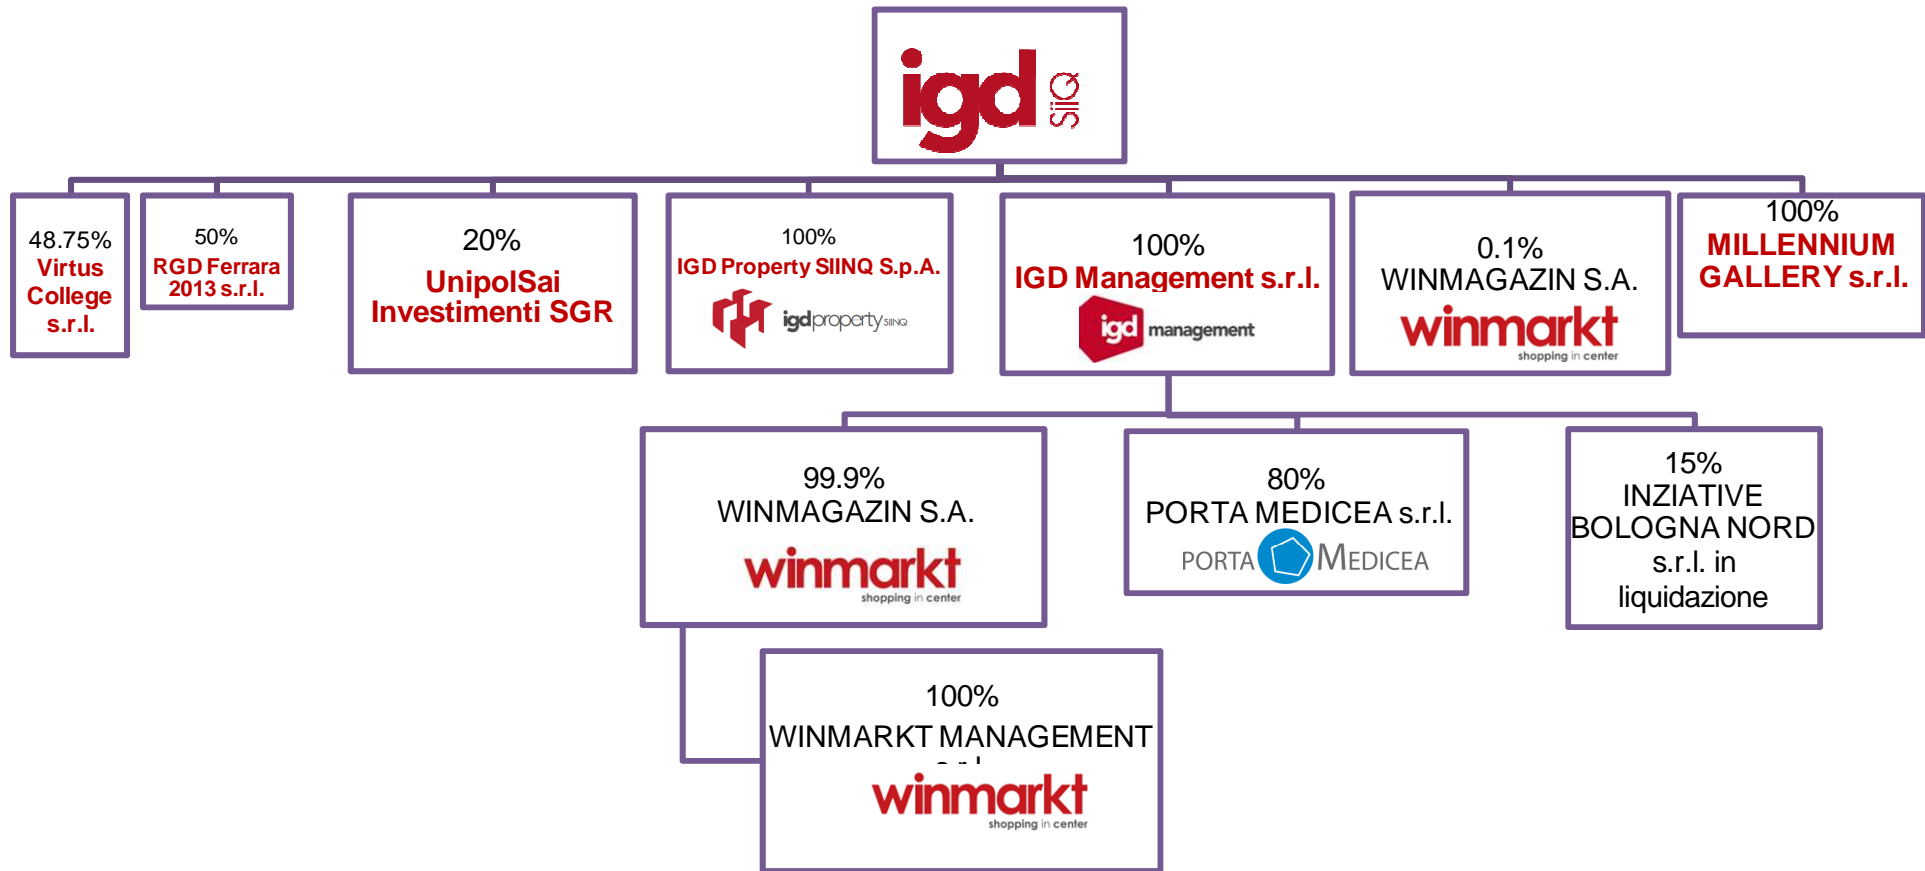 igd SIIQ
48.75%
Virtus
College
s.r.l.
50%
RGD Ferrara
2013 s.r.l.
20%
UnipolSai
Investimenti SGR
100%
IGD Property SIINQ S.p.A.
igdproperty SIINQ
100%
IGD Management s.r.l.
igd management
0.1%
WINMAGAZIN S.A.
winmarkt
shopping in center
100%
MILLENNIUM
GALLERY s.r.l.
99.9%
WINMAGAZIN S.A.
winmarkt
shopping in center
80%
PORTA MEDICEA s.r.l.
PORTA MEDICEA
15%
INZIATIVE
BOLOGNA NORD
s.r.l. in
liquidazione
100%
WINMARKT MANAGEMENT
s.r.l.
winmarkt
shopping in center